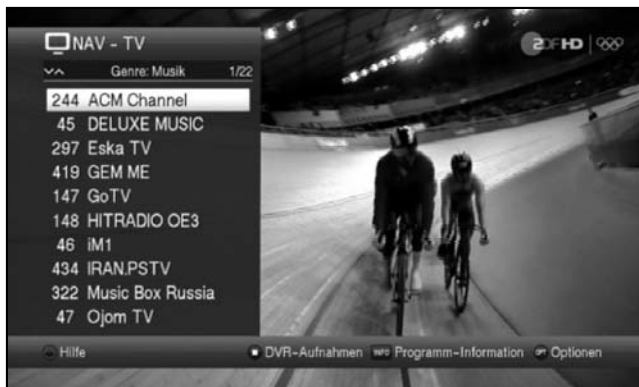 NAV - TV
ZDF HD
Genre: Musik 1/22
244 ACM Channel
45 DELUXE MUSIC
297 Eska TV
419 GEM ME
147 GoTV
148 HITRADIO OE3
46 iM1
434 IRAN.PSTV
322 Music Box Russia
47 Ojom TV
Hilfe DVR-Aufnahmen INFO Programm-Information OPT Optionen